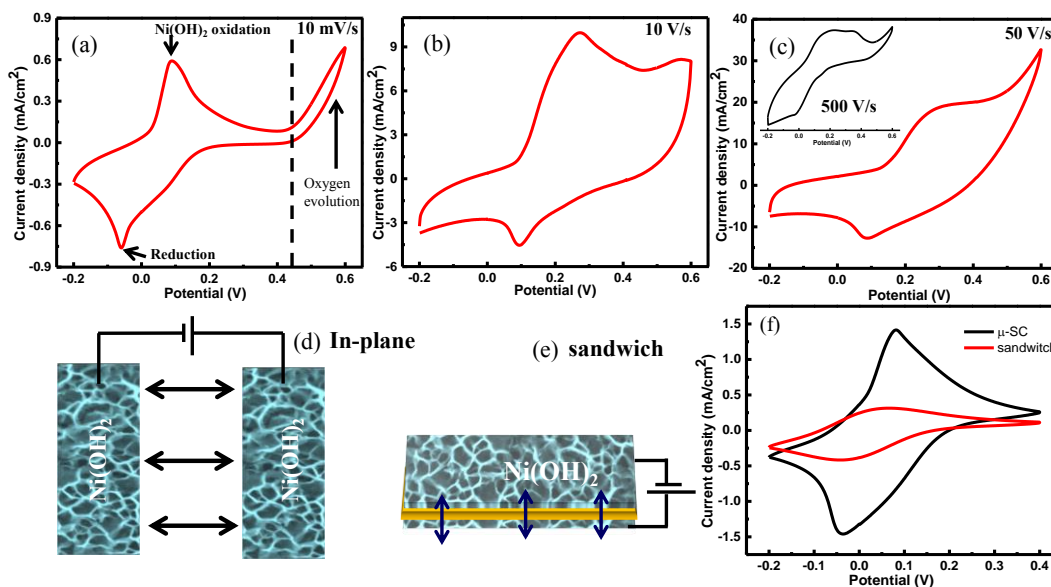 (a)
Ni(OH)2 oxidation
10 mV/s
Oxygen
evolution
Reduction
Current density (mA/cm²)
0.9
0.6
0.3
0.0
-0.3
-0.6
-0.9
-0.2 0.0 0.2 0.4 0.6
Potential (V)
(b)
10 V/s
Current density (mA/cm²)
12
9
6
3
0
-3
-6
-0.2 0.0 0.2 0.4 0.6
Potential (V)
(c)
50 V/s
500 V/s
-0.2 0.0 0.2 0.4 0.6
Potential (V)
Current density (mA/cm²)
40
30
20
10
0
-10
-20
-0.2 0.0 0.2 0.4 0.6
Potential (V)
(d) In-plane
Ni(OH)2
Ni(OH)2
(e) sandwich
Ni(OH)2
(f)
μ-SC
sandwitch
Current density (mA/cm²)
1.5
1.0
0.5
0.0
-0.5
-1.0
-1.5
-0.2 -0.1 0.0 0.1 0.2 0.3 0.4
Potential (V)